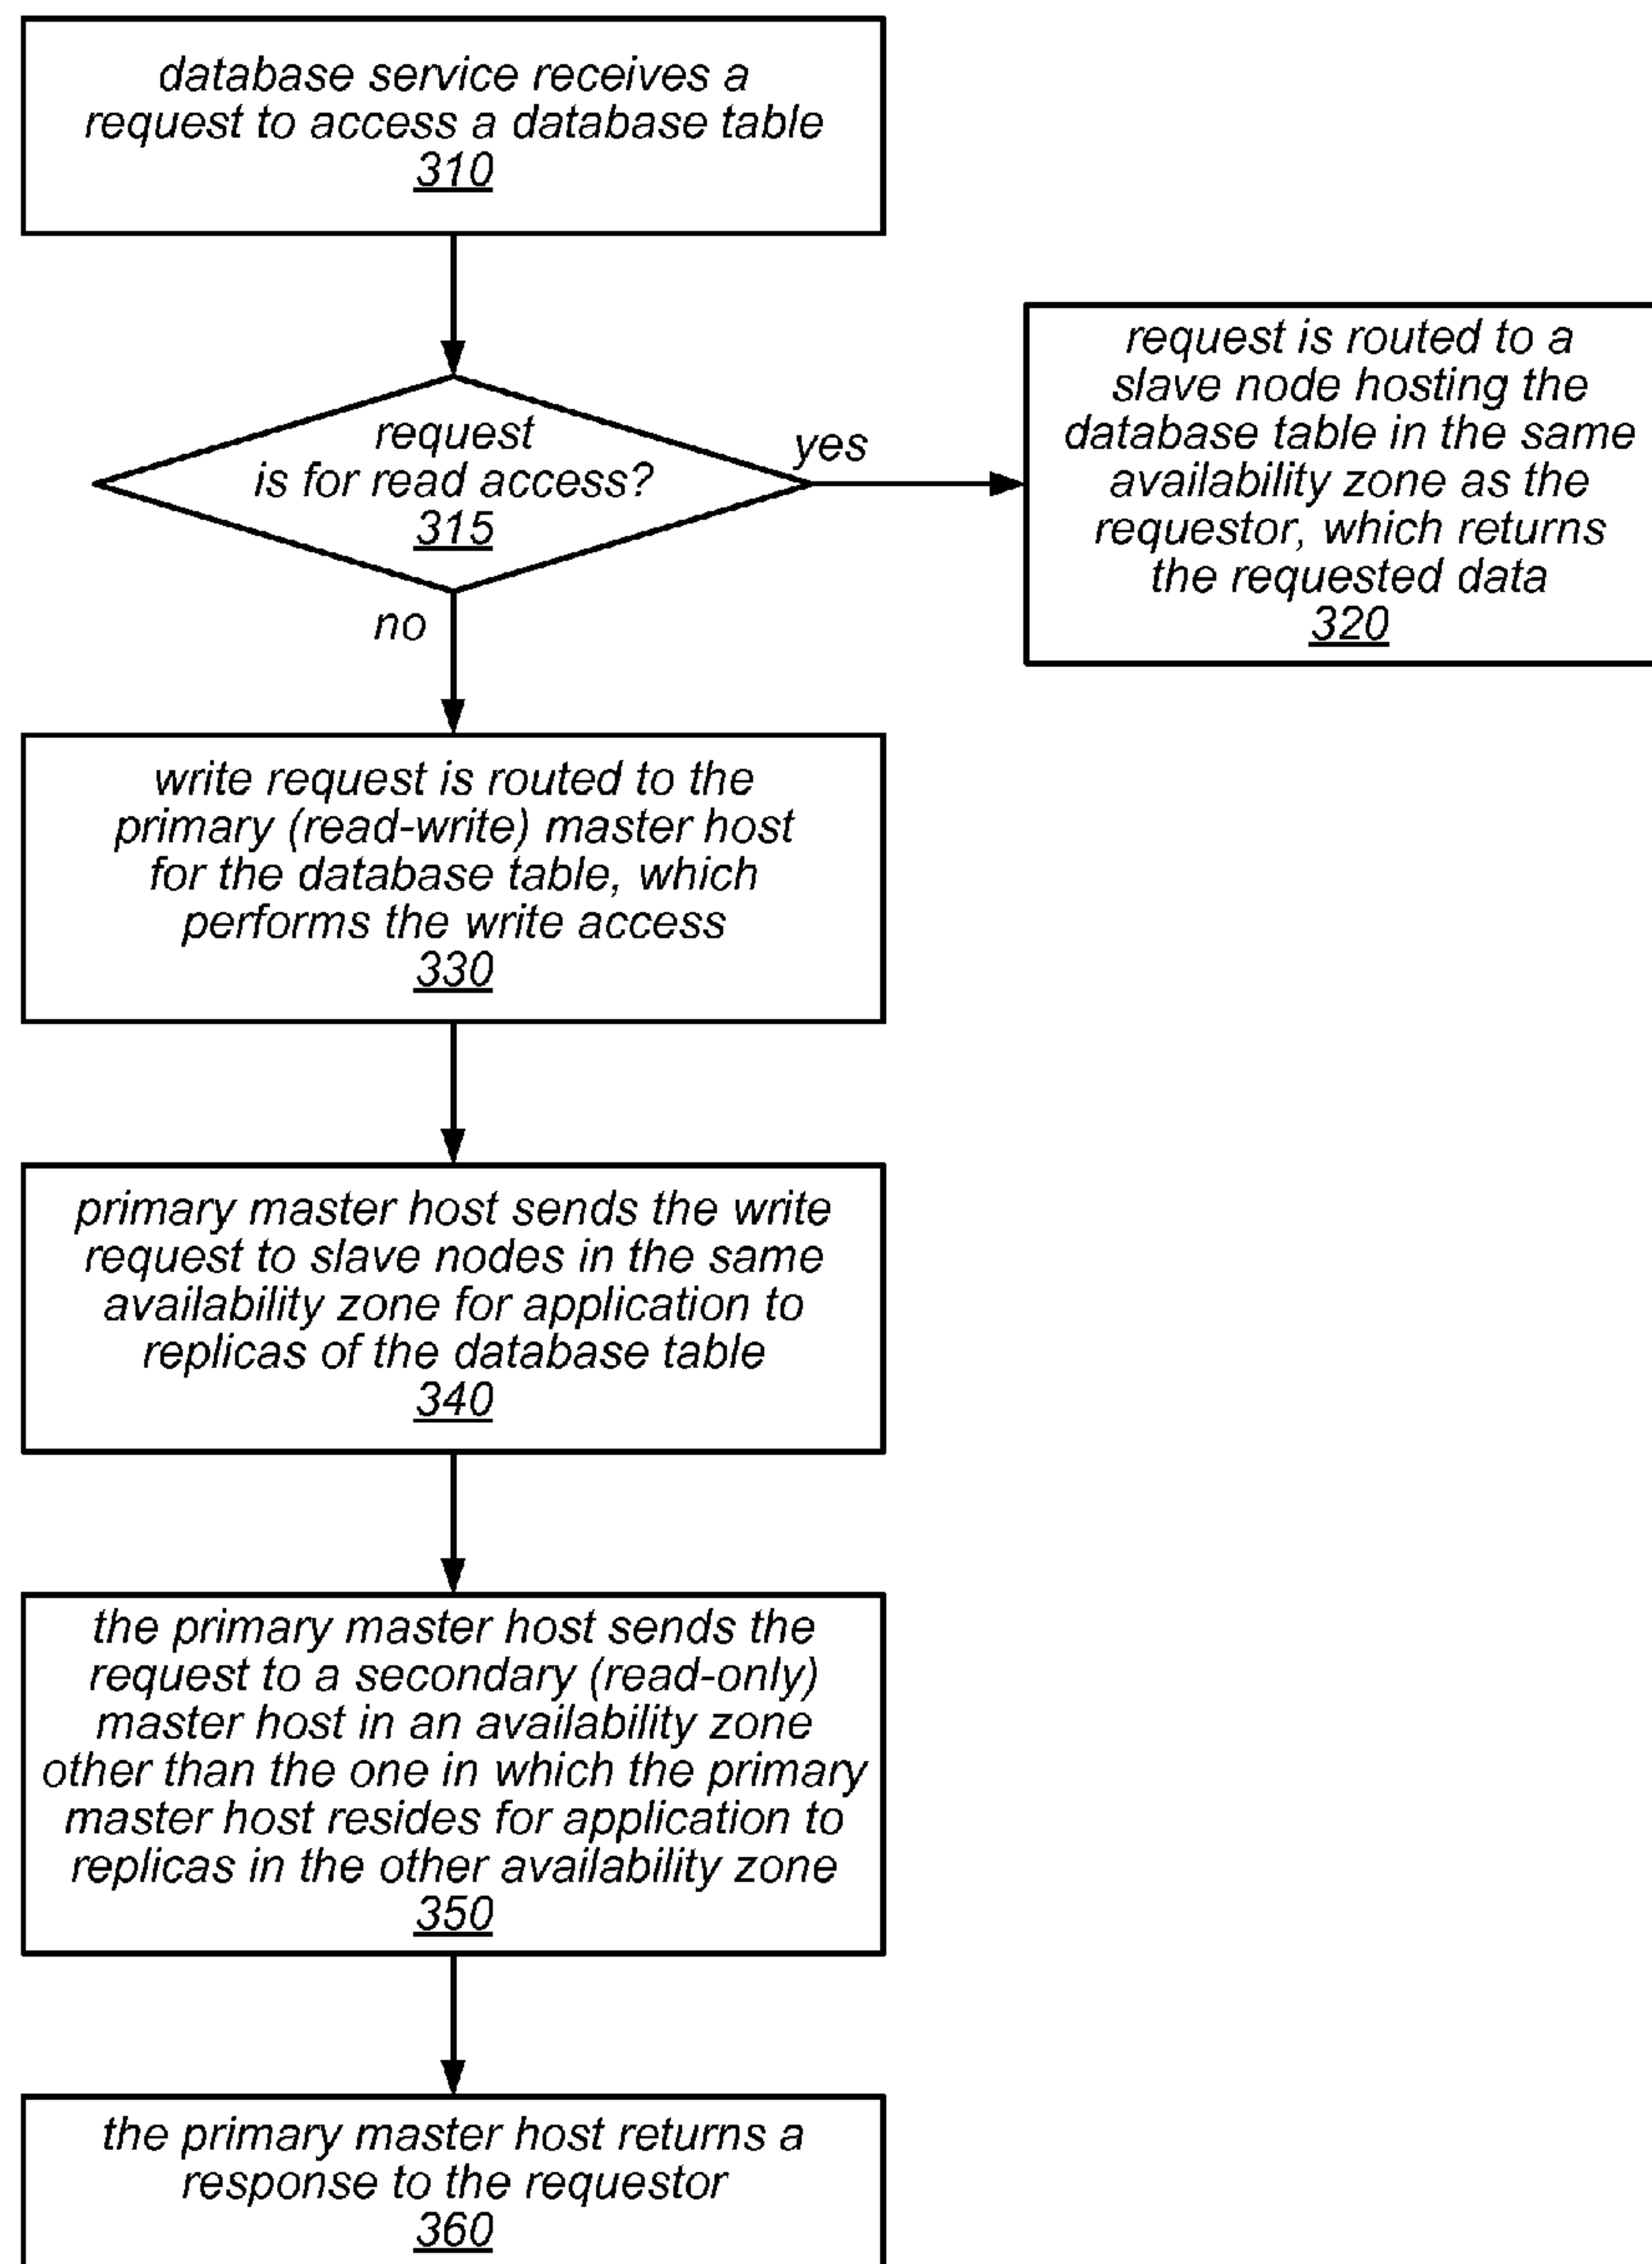 database service receives a
request to access a database table
310
request
is for read access?
315
yes
no
request is routed to a
slave node hosting the
database table in the same
availability zone as the
requestor, which returns
the requested data
320
write request is routed to the
primary (read-write) master host
for the database table, which
performs the write access
330
primary master host sends the write
request to slave nodes in the same
availability zone for application to
replicas of the database table
340
the primary master host sends the
request to a secondary (read-only)
master host in an availability zone
other than the one in which the primary
master host resides for application to
replicas in the other availability zone
350
the primary master host returns a
response to the requestor
360